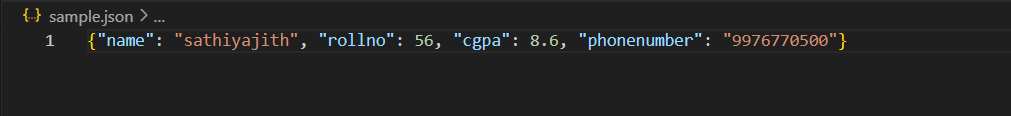 {..} sample.json > ...
1 {"name": "sathiyajith", "rollno": 56, "cgpa": 8.6, "phonenumber": "9976770500"}